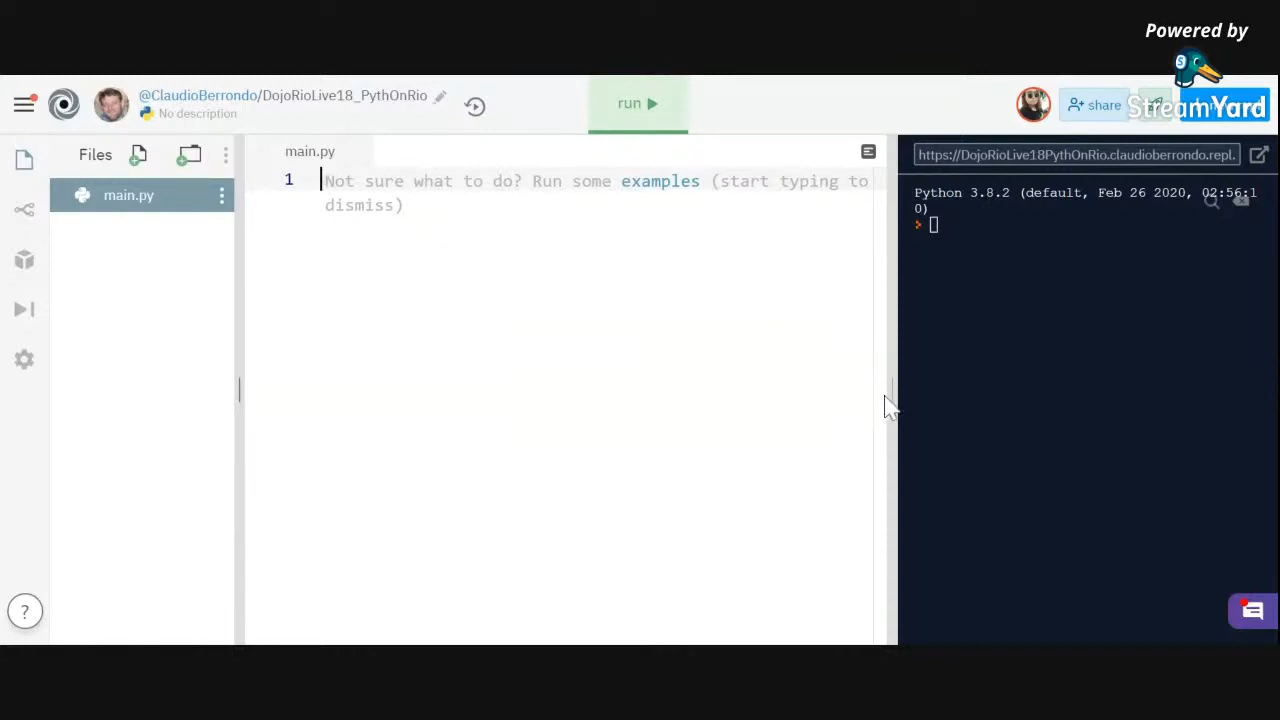 Powered by
StreamYard
@ClaudioBerrondo/DojoRioLive18_PythOnRio
No description
run
share
Files
main.py
main.py
1
Not sure what to do? Run some examples (start typing to
dismiss)
https://DojoRioLive18PythOnRio.claudioberrondo.repl.
Python 3.8.2 (default, Feb 26 2020, 02:56:1
0)
?